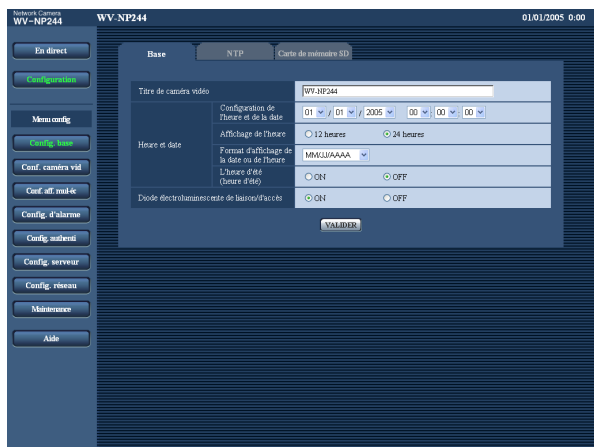 Network Camera
WV-NP244
WV-NP244
01/01/2005 0:00
En direct
Configuration
Menu config
Config. base
Conf. caméra vid
Conf. aff. mul-éc
Config. d'alarme
Config. authenti
Config. serveur
Config. réseau
Maintenance
Aide
Base
NTP
Carte de mémoire SD
Titre de caméra vidéo
WV-NP244
Heure et date
Configuration de
l'heure et de la date
01 / 01 / 2005 00 : 00 : 00
Affichage de l'heure
12 heures 24 heures
Format d'affichage de
la date ou de l'heure
MM/JJ/AAAA
L'heure d'été
(heure d'été)
ON OFF
Diode électroluminescente de liaison/d'accès
ON OFF
VALIDER